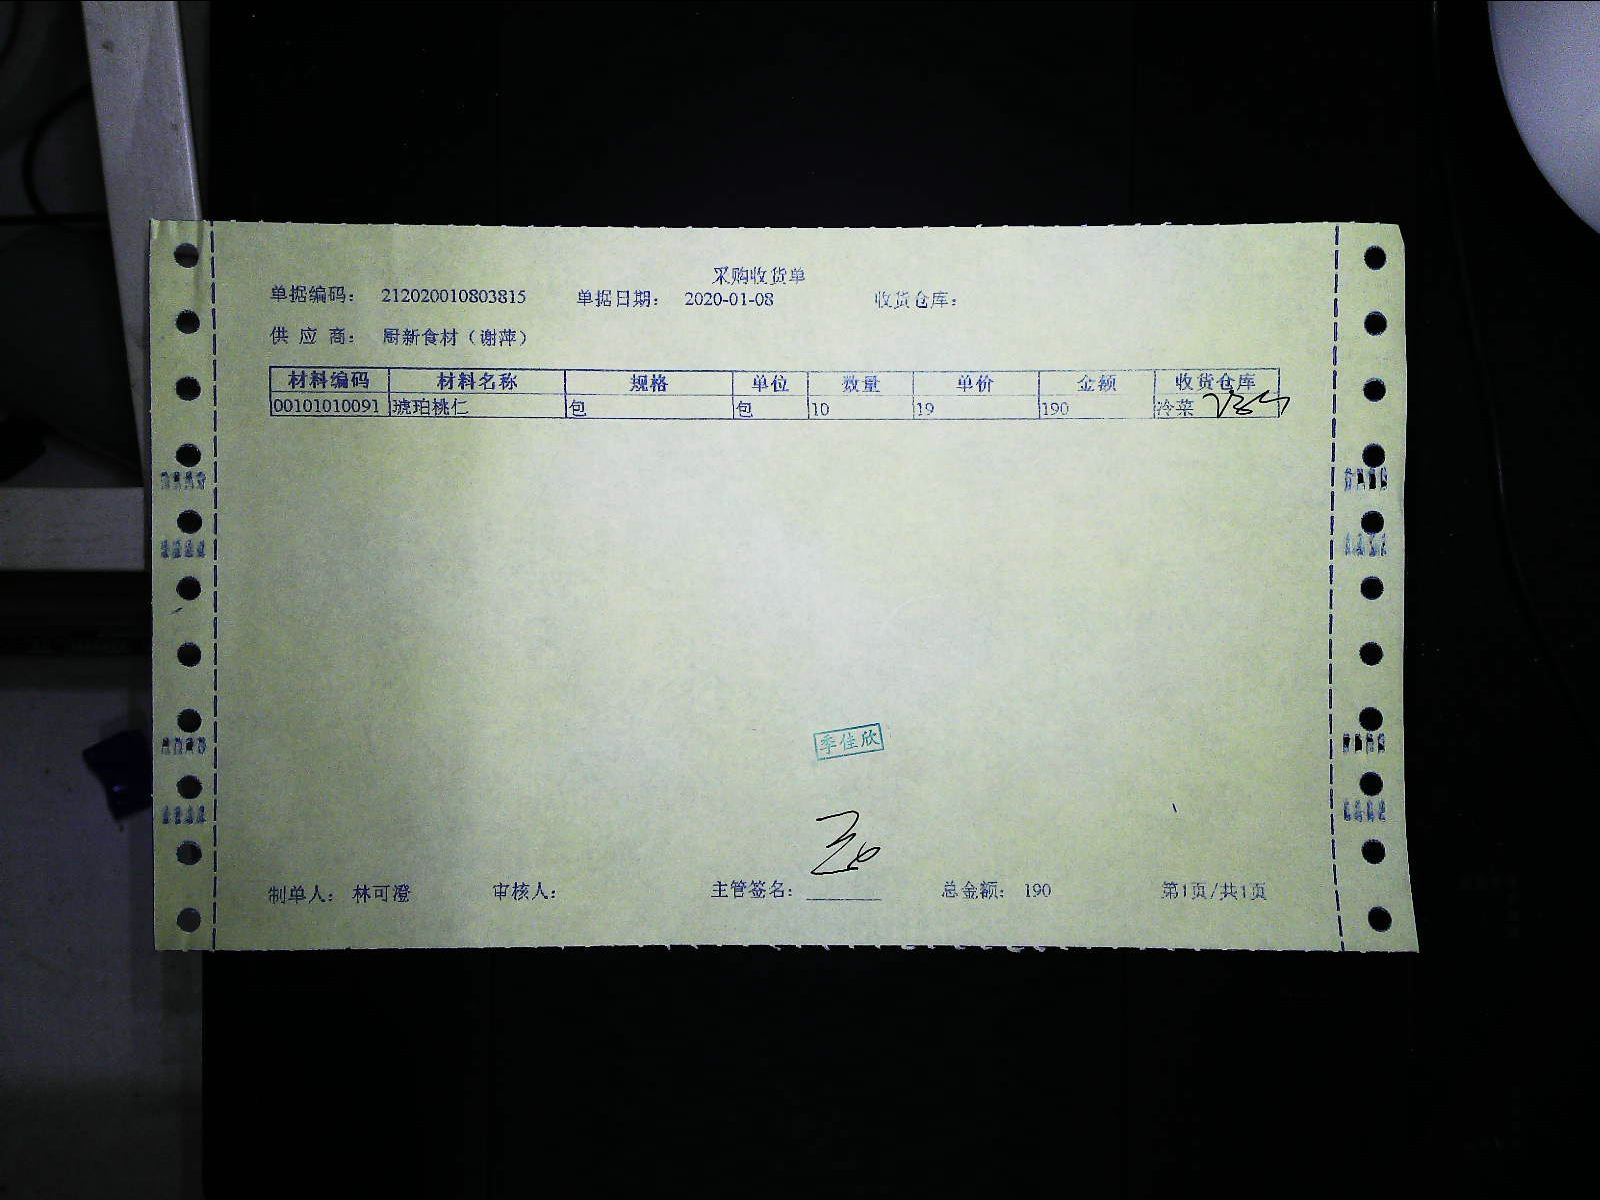 采购收货单
单据编码： 212020010803815 单据日期： 2020-01-08 收货仓库：
供 应 商： 厨新食材（谢萍）
材料编码 材料名称 规格 单位 数量 单价 金额 收货仓库
00101010091 琥珀桃仁 包 包 10 19 190 冷菜
季佳欣
制单人： 林可澄 审核人： 主管签名： 总金额： 190 第1页/共1页